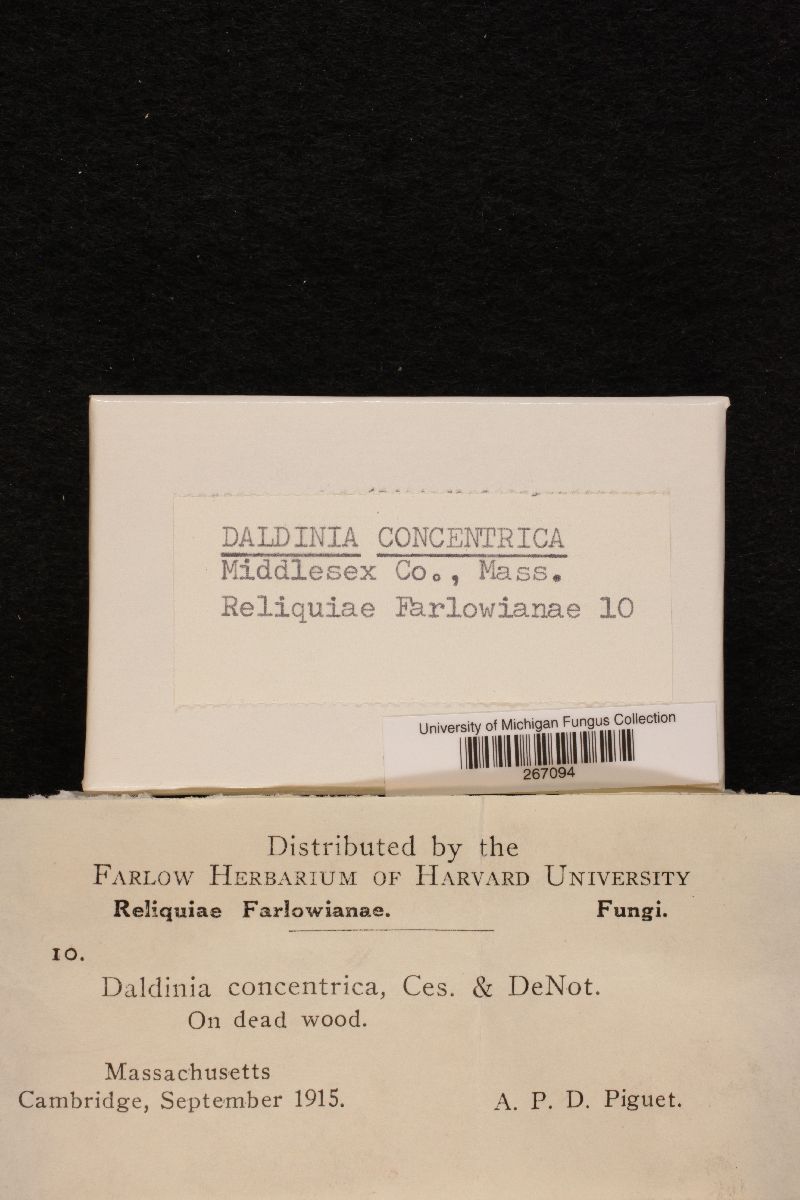 DALDINIA CONCENTRICA
Middlesex Co., Mass.
Reliquiae Farlowianae 10
University of Michigan Fungus Collection
267094
Distributed by the
FARLOW HERBARIUM OF HARVARD UNIVERSITY
Reliquiae Farlowianae. Fungi.
10.
Daldinia concentrica, Ces. & DeNot.
On dead wood.
Massachusetts
Cambridge, September 1915. A. P. D. Piguet.